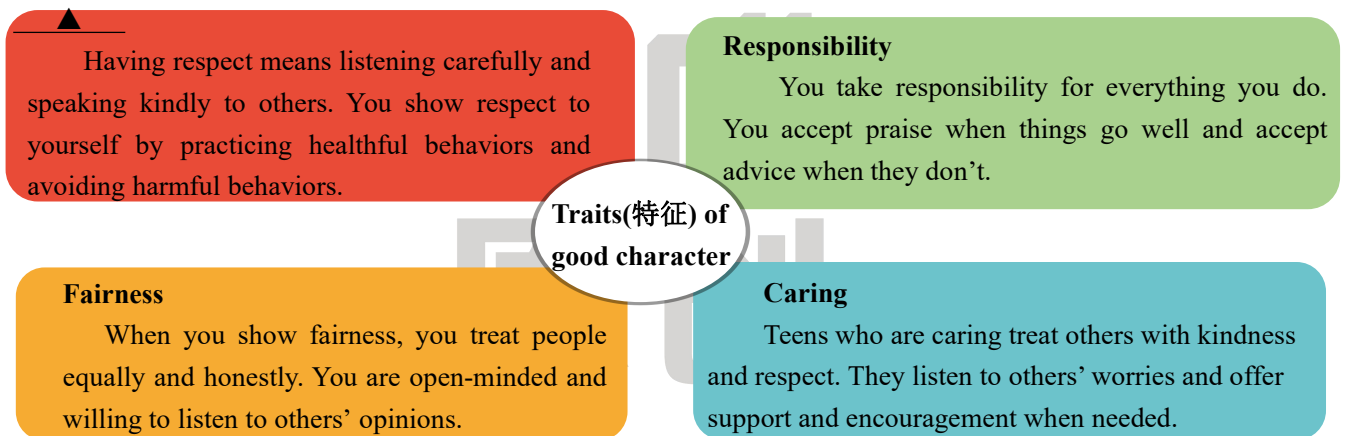 ▲
Having respect means listening carefully and
speaking kindly to others. You show respect to
yourself by practicing healthful behaviors and
avoiding harmful behaviors.
Responsibility
You take responsibility for everything you do.
You accept praise when things go well and accept
advice when they don’t.
Traits(特征) of
good character
Fairness
When you show fairness, you treat people
equally and honestly. You are open-minded and
willing to listen to others’ opinions.
Caring
Teens who are caring treat others with kindness
and respect. They listen to others’ worries and offer
support and encouragement when needed.